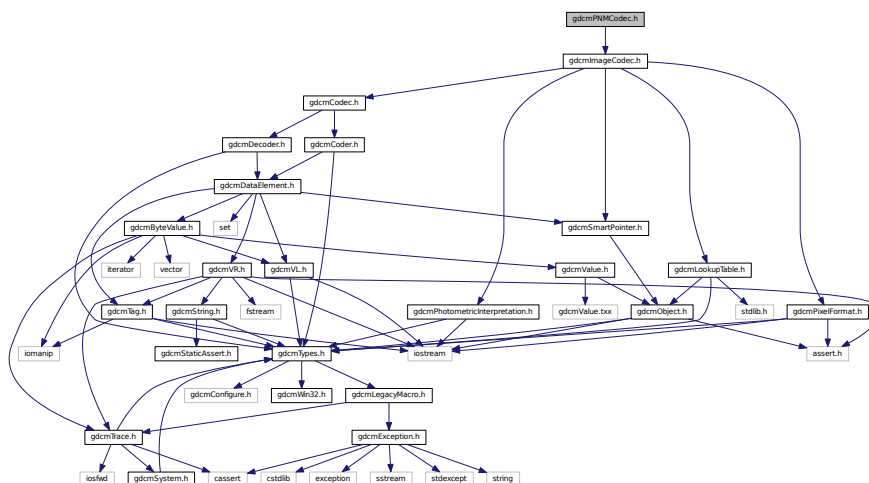 gdcmPNMCodec.h
gdcmImageCodec.h
gdcmCodec.h
gdcmDecoder.h
gdcmCoder.h
gdcmDataElement.h
gdcmByteValue.h
set
gdcmSmartPointer.h
iterator
vector
gdcmVR.h
gdcmVL.h
gdcmValue.h
gdcmLookupTable.h
gdcmTag.h
gdcmString.h
fstream
gdcmPhotometricInterpretation.h
gdcmValue.txx
gdcmObject.h
stdlib.h
gdcmPixelFormat.h
iomanip
gdcmStaticAssert.h
gdcmTypes.h
iostream
assert.h
gdcmConfigure.h
gdcmWin32.h
gdcmLegacyMacro.h
gdcmTrace.h
gdcmException.h
iosfwd
gdcmSystem.h
cassert
cstdlib
exception
sstream
stdexcept
string